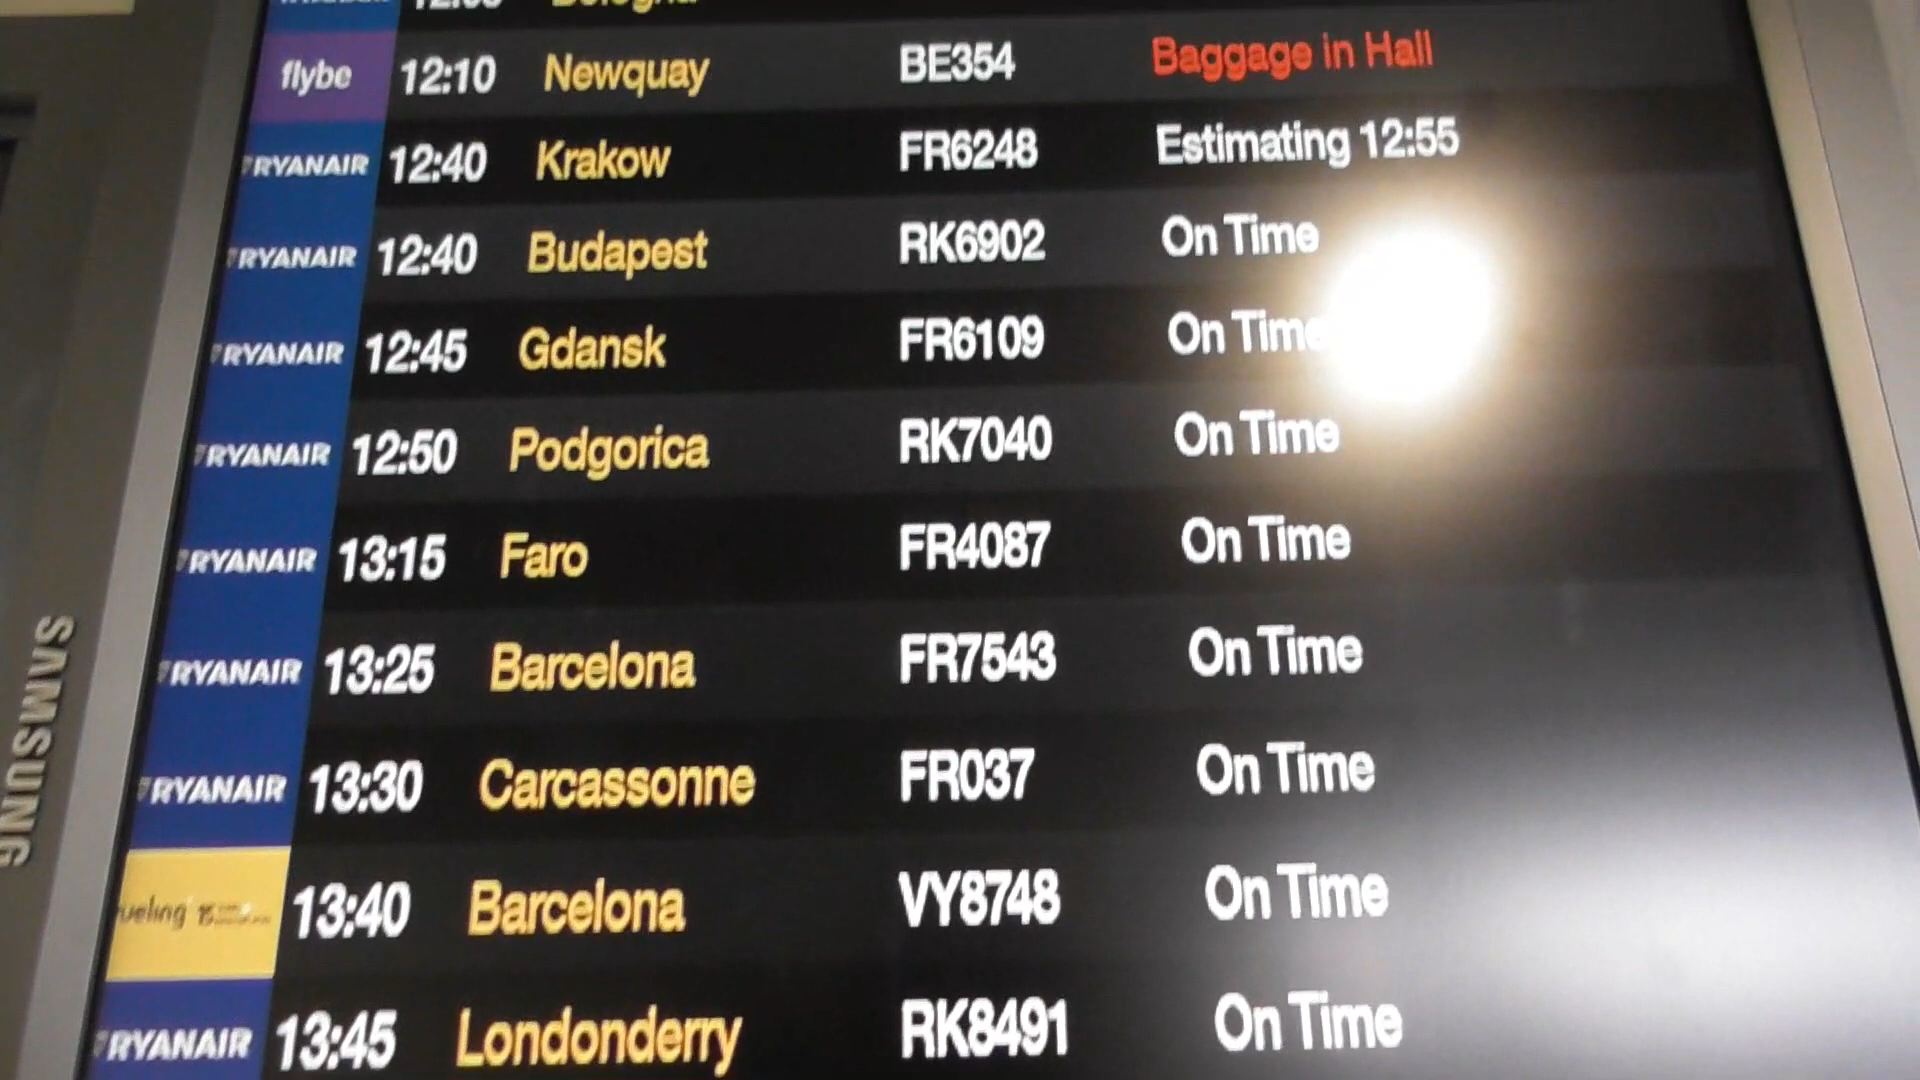 Bologna
flybe 12:10 Newquay BE354 Baggage in Hall
RYANAIR 12:40 Krakow FR6248 Estimating 12:55
RYANAIR 12:40 Budapest RK6902 On Time
RYANAIR 12:45 Gdansk FR6109 On Time
RYANAIR 12:50 Podgorica RK7040 On Time
RYANAIR 13:15 Faro FR4087 On Time
RYANAIR 13:25 Barcelona FR7543 On Time
RYANAIR 13:30 Carcassonne FR037 On Time
vueling 13:40 Barcelona VY8748 On Time
RYANAIR 13:45 Londonderry RK8491 On Time
SAMSUNG